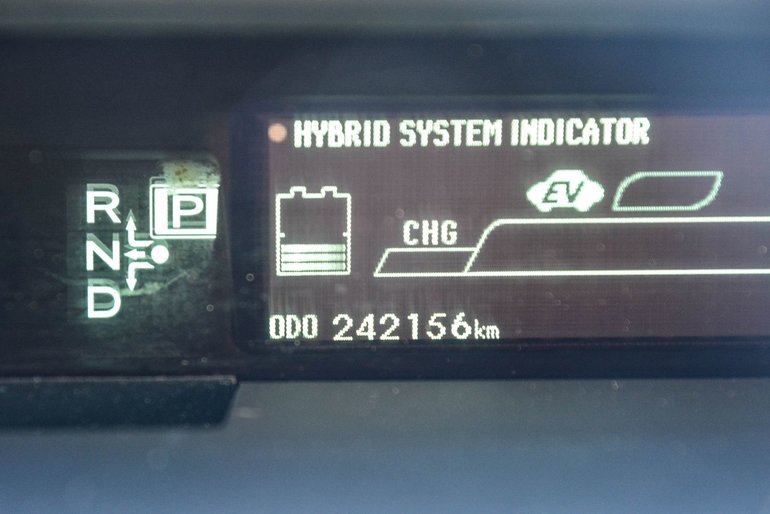 HYBRID SYSTEM INDICATOR
R P
EV
N
CHG
D
ODO 242156km